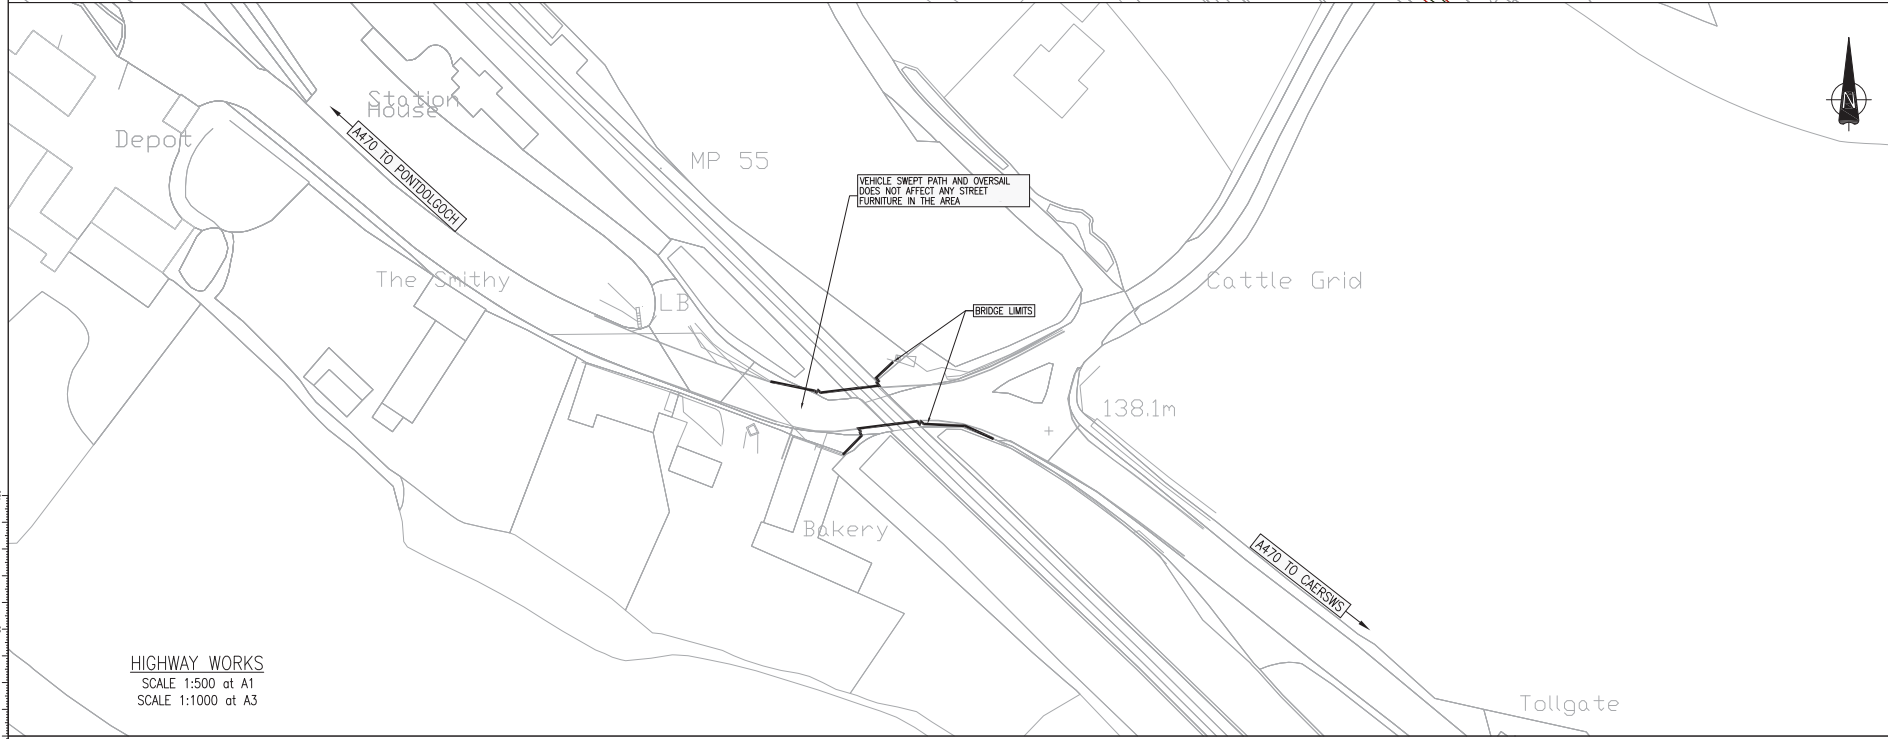 Station
House
Depot
A470 TO PONTDOLGOCH
MP 55
VEHICLE SWEPT PATH AND OVERSAIL
DOES NOT AFFECT ANY STREET
FURNITURE IN THE AREA
N
The Smithy
LB
Cattle Grid
BRIDGE LIMITS
138.1m
Bakery
A470 TO CAERSWS
HIGHWAY WORKS
SCALE 1:500 at A1
SCALE 1:1000 at A3
Tollgate